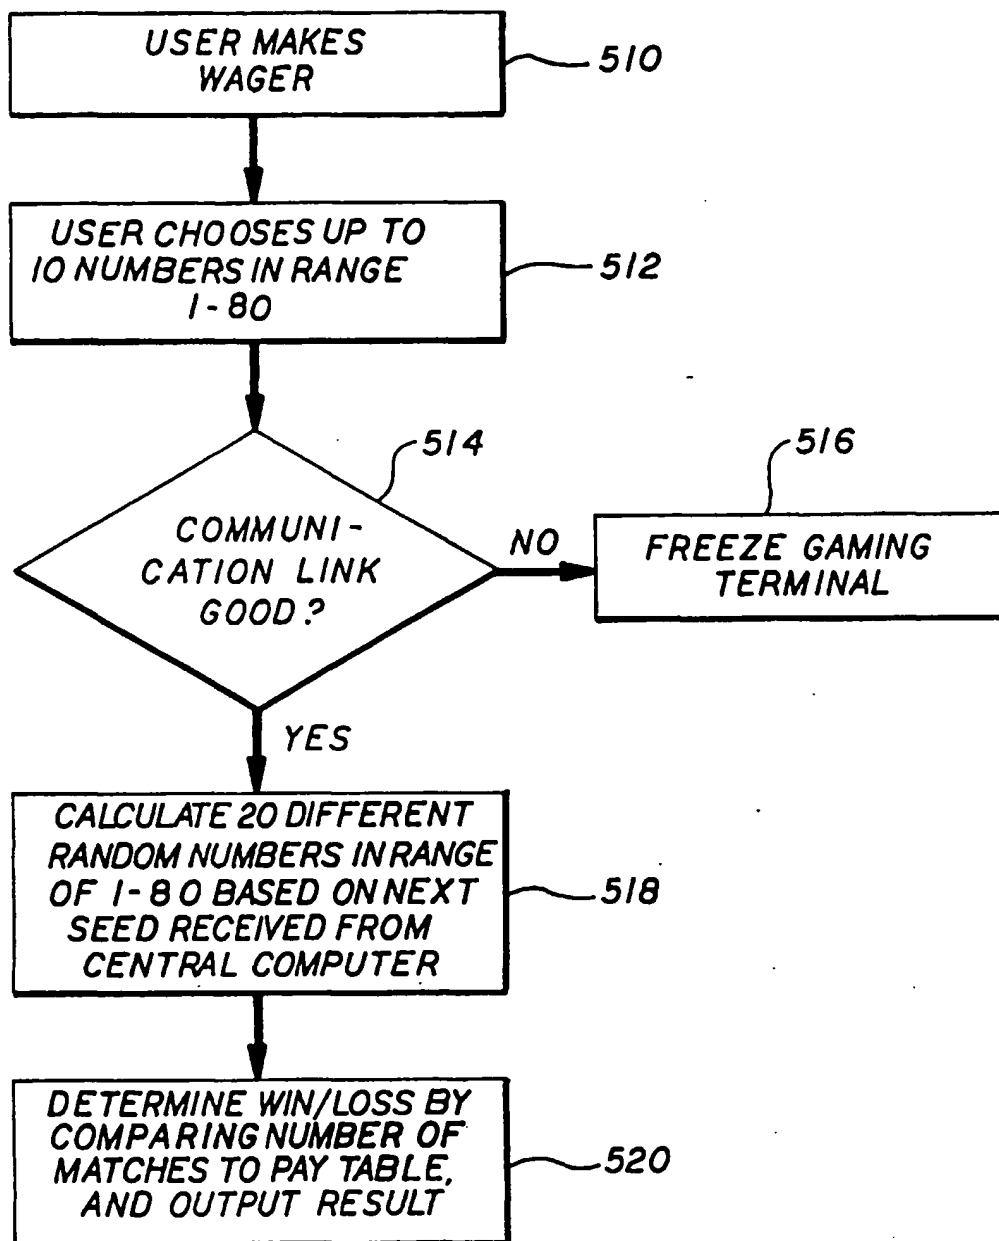 USER MAKES
WAGER
510
USER CHOOSES UP TO
10 NUMBERS IN RANGE
1-80
512
514
COMMUNI-
CATION LINK
GOOD?
NO
516
FREEZE GAMING
TERMINAL
YES
CALCULATE 20 DIFFERENT
RANDOM NUMBERS IN RANGE
OF 1-80 BASED ON NEXT
SEED RECEIVED FROM
CENTRAL COMPUTER
518
DETERMINE WIN/LOSS BY
COMPARING NUMBER OF
MATCHES TO PAY TABLE,
AND OUTPUT RESULT
520